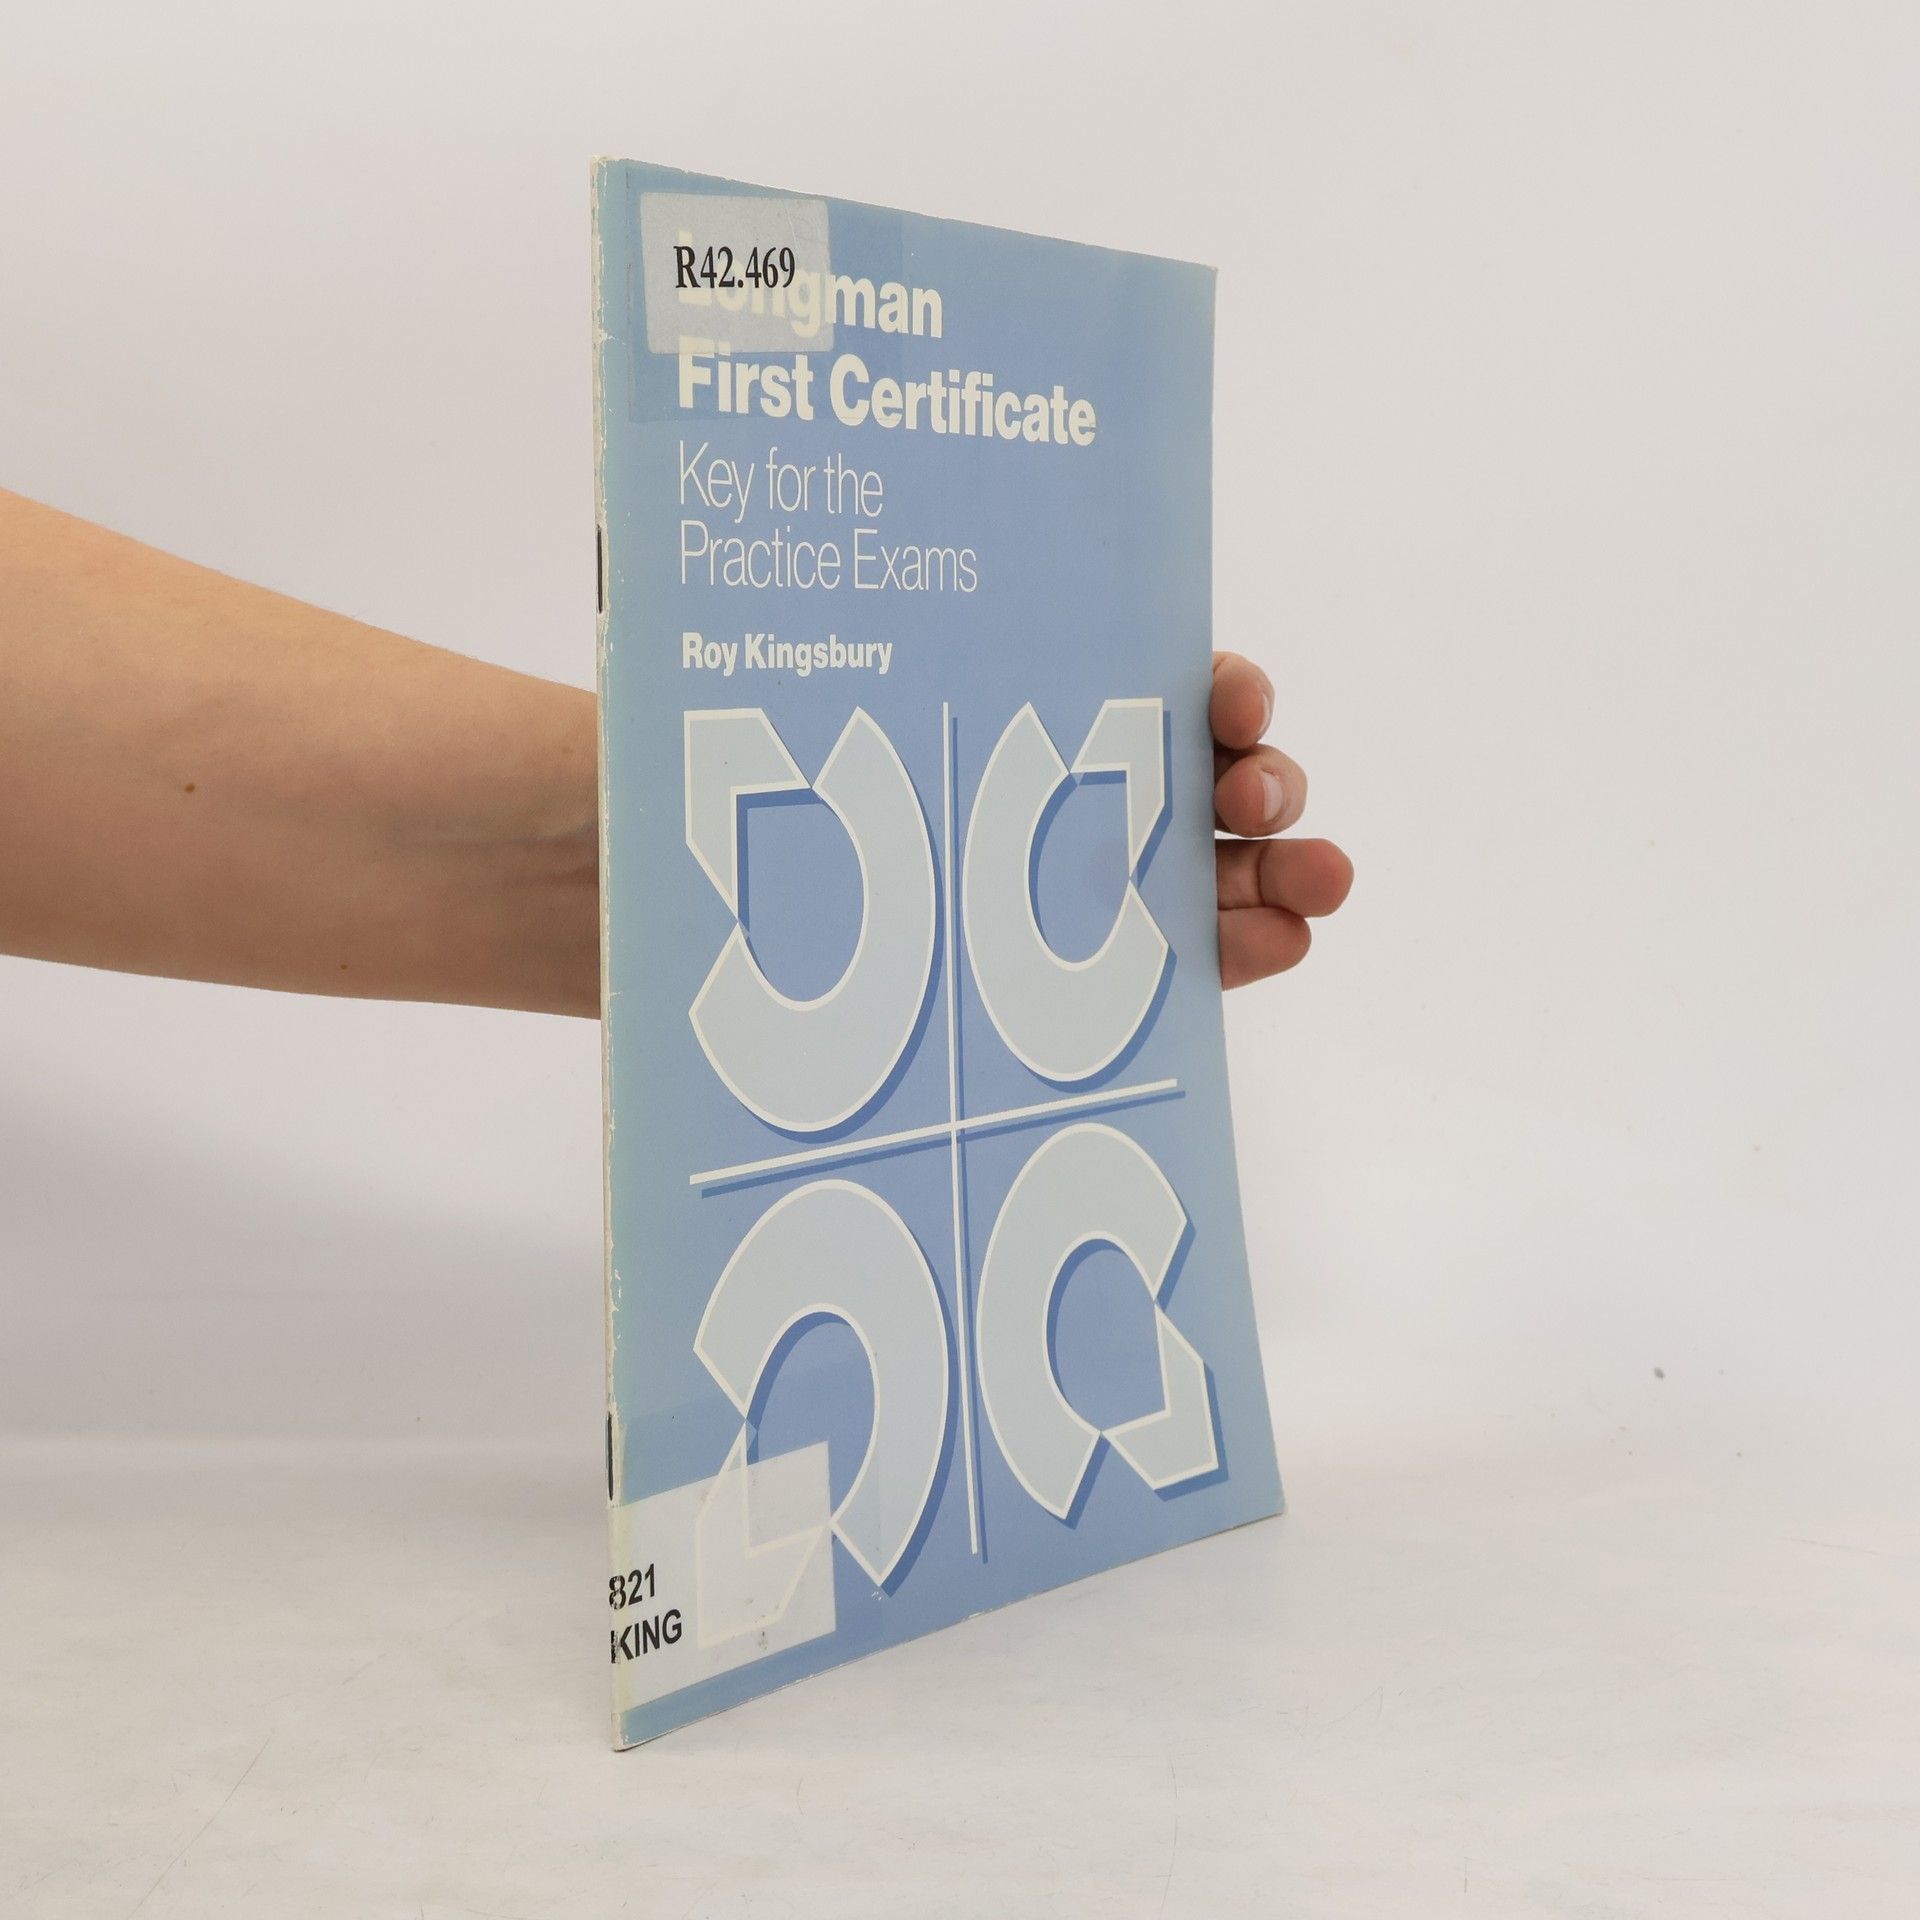 R42.469
Longman
First Certificate
Key for the
Practice Exams
Roy Kingsbury
821
KING